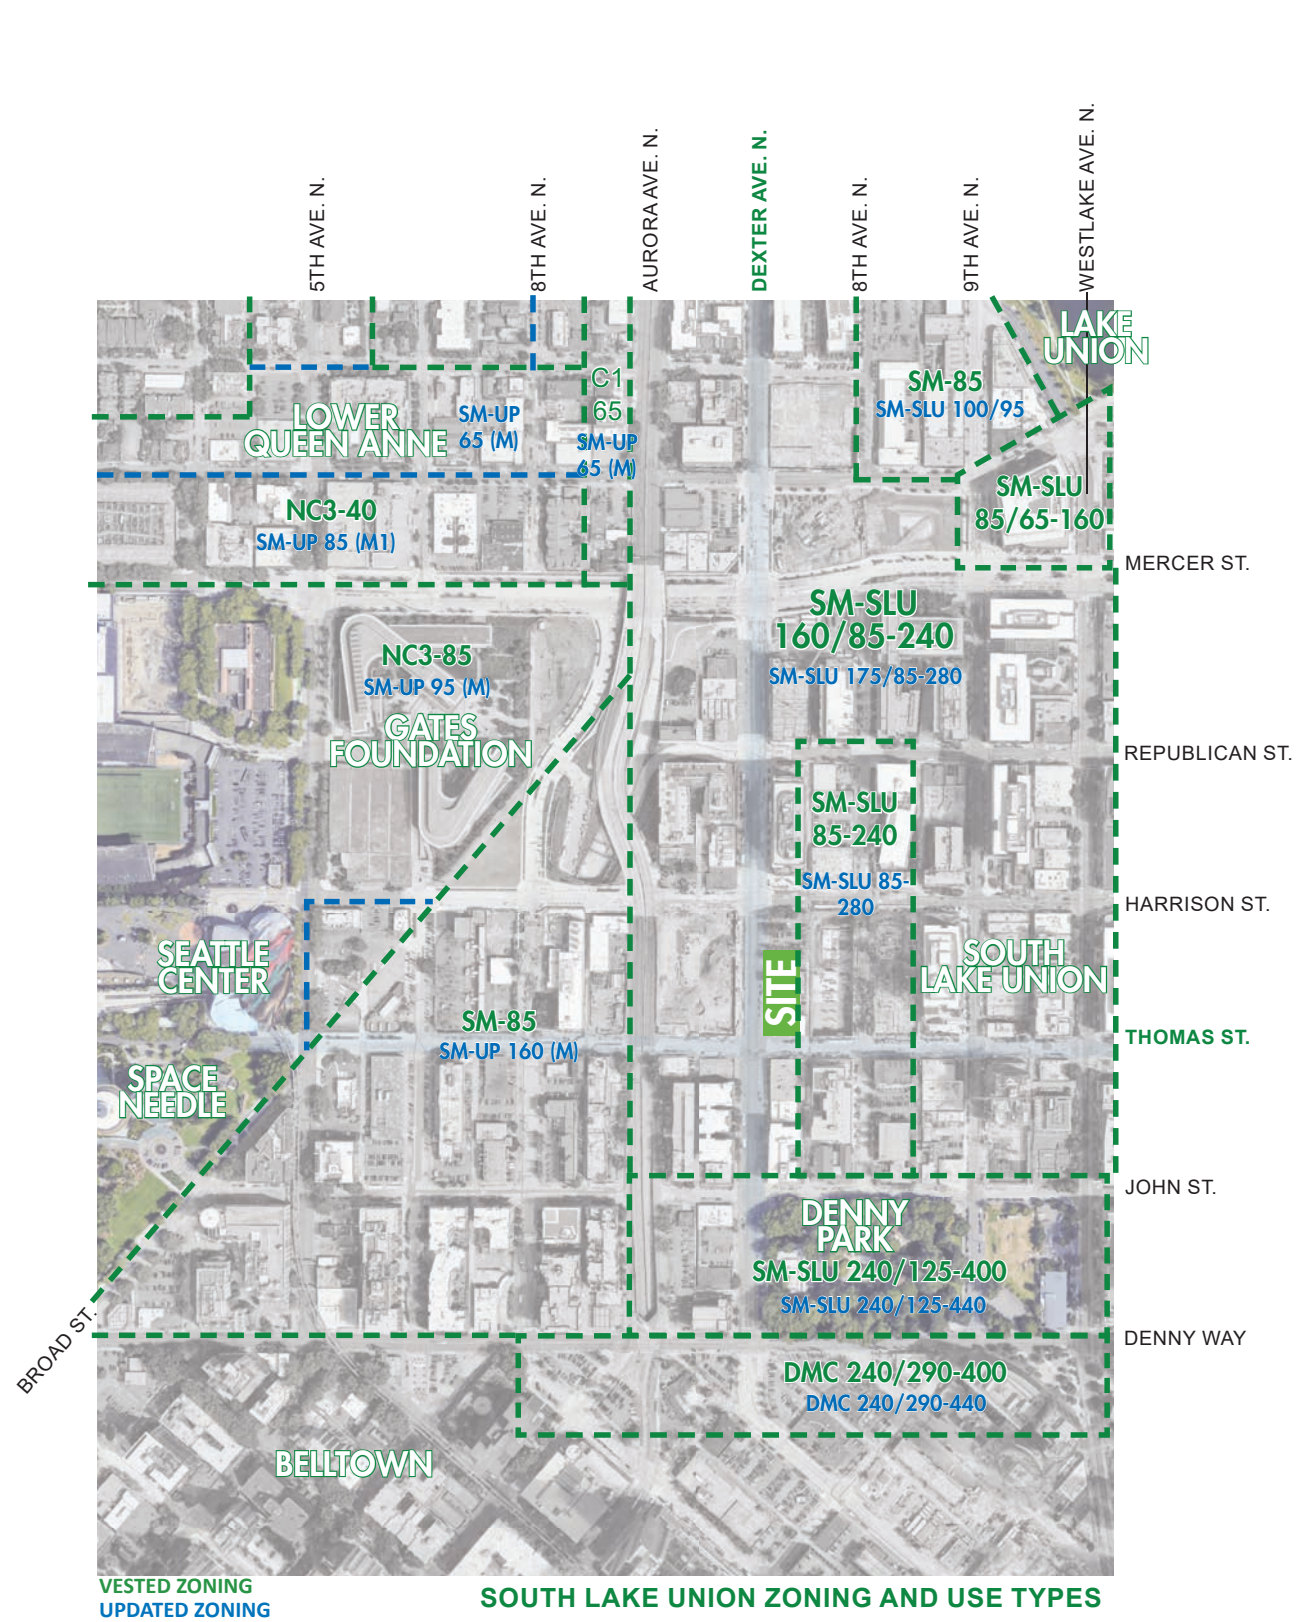 5TH AVE. N.
8TH AVE. N.
AURORA AVE. N.
DEXTER AVE. N.
8TH AVE. N.
9TH AVE. N.
WESTLAKE AVE. N.
LAKE
UNION
C1
65
SM-UP
65 (M)
LOWER
QUEEN ANNE
SM-UP
65 (M)
SM-85
SM-SLU 100/95
SM-SLU
85/65-160
NC3-40
SM-UP 85 (M1)
MERCER ST.
SM-SLU
160/85-240
SM-SLU 175/85-280
NC3-85
SM-UP 95 (M)
GATES
FOUNDATION
REPUBLICAN ST.
SM-SLU
85-240
SM-SLU 85-
280
HARRISON ST.
SEATTLE
CENTER
SOUTH
LAKE UNION
SITE
SM-85
SM-UP 160 (M)
THOMAS ST.
SPACE
NEEDLE
JOHN ST.
DENNY
PARK
SM-SLU 240/125-400
SM-SLU 240/125-440
BROAD ST.
DENNY WAY
DMC 240/290-400
DMC 240/290-440
BELLTOWN
VESTED ZONING
UPDATED ZONING
SOUTH LAKE UNION ZONING AND USE TYPES